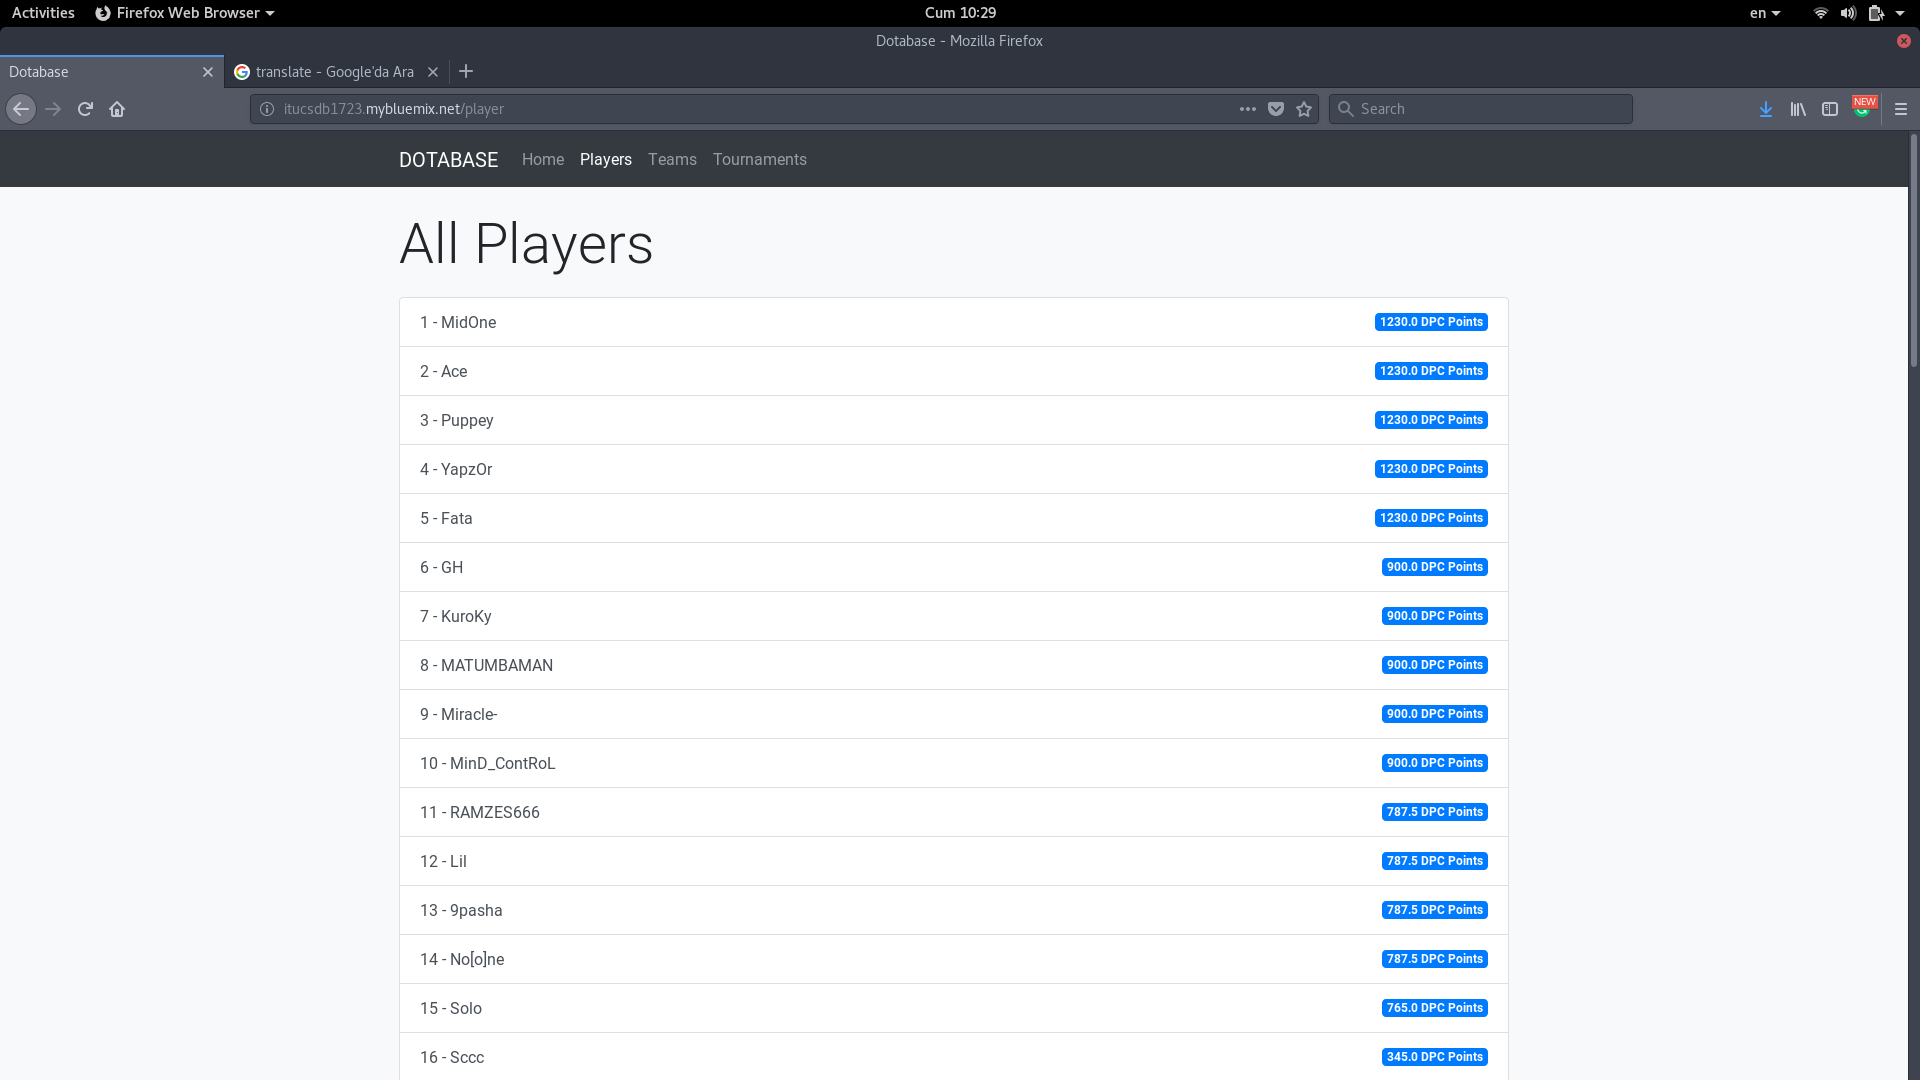 Activities Firefox Web Browser Cum 10:29 en
Dotabase - Mozilla Firefox
Dotabase translate - Google'da Ara
itucsdb1723.mybluemix.net/player Search NEW
DOTABASE Home Players Teams Tournaments
All Players
1 - MidOne 1230.0 DPC Points
2 - Ace 1230.0 DPC Points
3 - Puppey 1230.0 DPC Points
4 - YapzOr 1230.0 DPC Points
5 - Fata 1230.0 DPC Points
6 - GH 900.0 DPC Points
7 - KuroKy 900.0 DPC Points
8 - MATUMBAMAN 900.0 DPC Points
9 - Miracle- 900.0 DPC Points
10 - MinD_ContRoL 900.0 DPC Points
11 - RAMZES666 787.5 DPC Points
12 - Lil 787.5 DPC Points
13 - 9pasha 787.5 DPC Points
14 - No[o]ne 787.5 DPC Points
15 - Solo 765.0 DPC Points
16 - Sccc 345.0 DPC Points